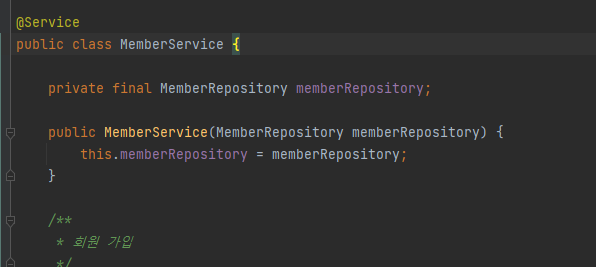 @Service
public class MemberService {
private final MemberRepository memberRepository;
public MemberService(MemberRepository memberRepository) {
this.memberRepository = memberRepository;
}
/**
* 회원 가입
*/